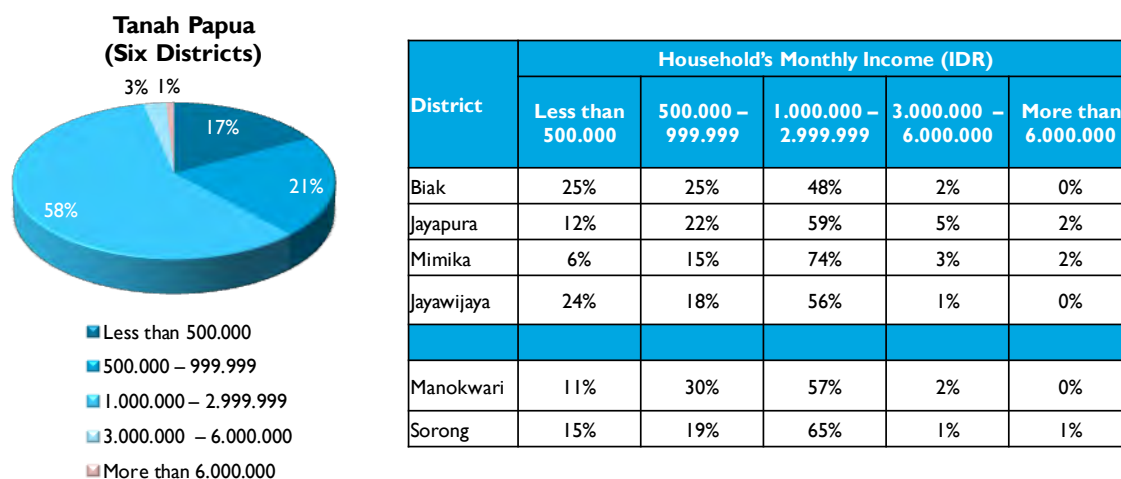 Tanah Papua
(Six Districts)
3% 1%
17%
21%
58%
Less than 500.000
500.000 – 999.999
1.000.000 – 2.999.999
3.000.000 – 6.000.000
More than 6.000.000
District
Household's Monthly Income (IDR)
Less than
500.000
500.000 –
999.999
1.000.000 –
2.999.999
3.000.000 –
6.000.000
More than
6.000.000
Biak 25% 25% 48% 2% 0%
Jayapura 12% 22% 59% 5% 2%
Mimika 6% 15% 74% 3% 2%
Jayawijaya 24% 18% 56% 1% 0%
Manokwari 11% 30% 57% 2% 0%
Sorong 15% 19% 65% 1% 1%